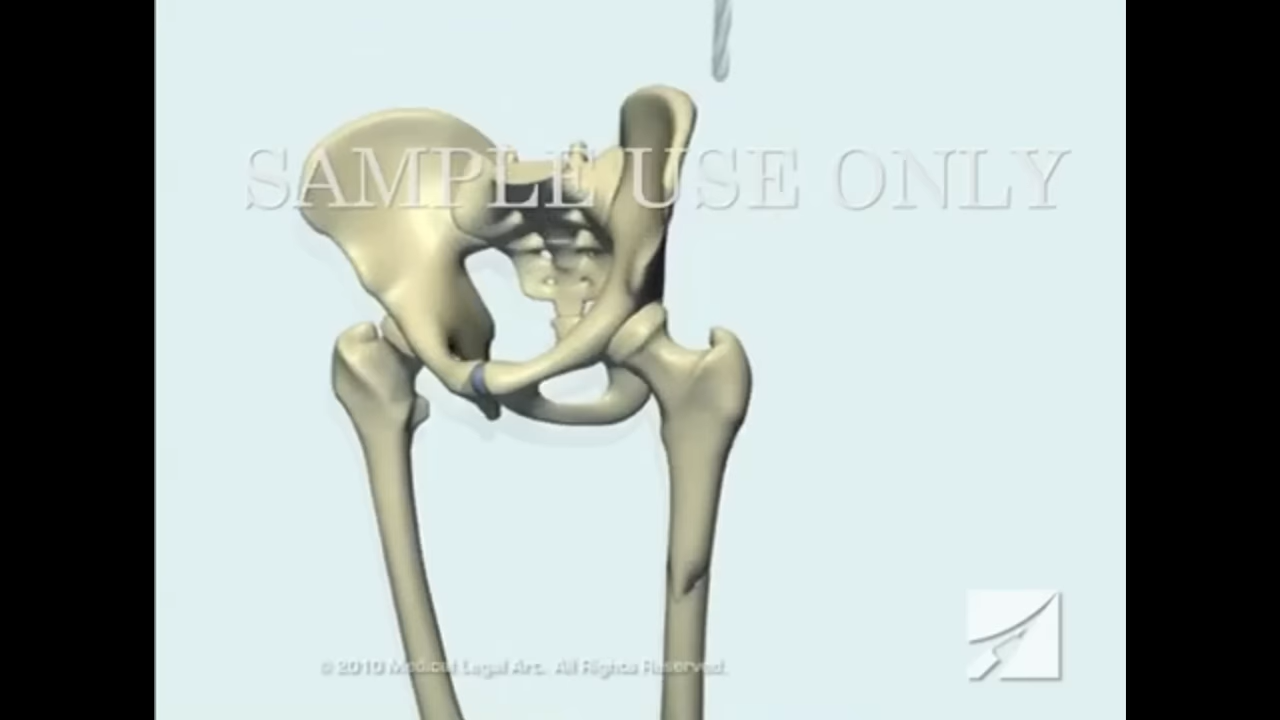 SAMPLE USE ONLY
© 2010 Medical Legal Art. All Rights Reserved.